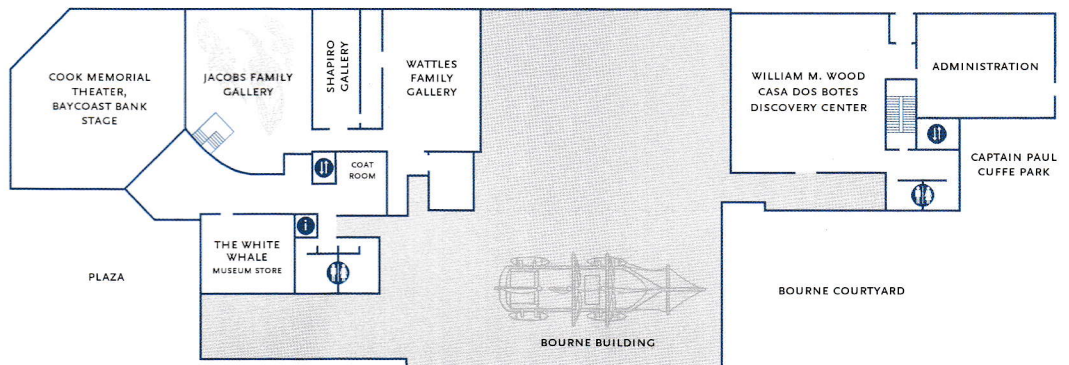 COOK MEMORIAL
THEATER,
BAYCOAST BANK
STAGE
JACOBS FAMILY
GALLERY
SHAPIRO
GALLERY
WATTLES
FAMILY
GALLERY
WILLIAM M. WOOD
CASA DOS BOTES
DISCOVERY CENTER
ADMINISTRATION
CAPTAIN PAUL
CUFFE PARK
COAT
ROOM
i
THE WHITE
WHALE
MUSEUM STORE
PLAZA
BOURNE COURTYARD
BOURNE BUILDING